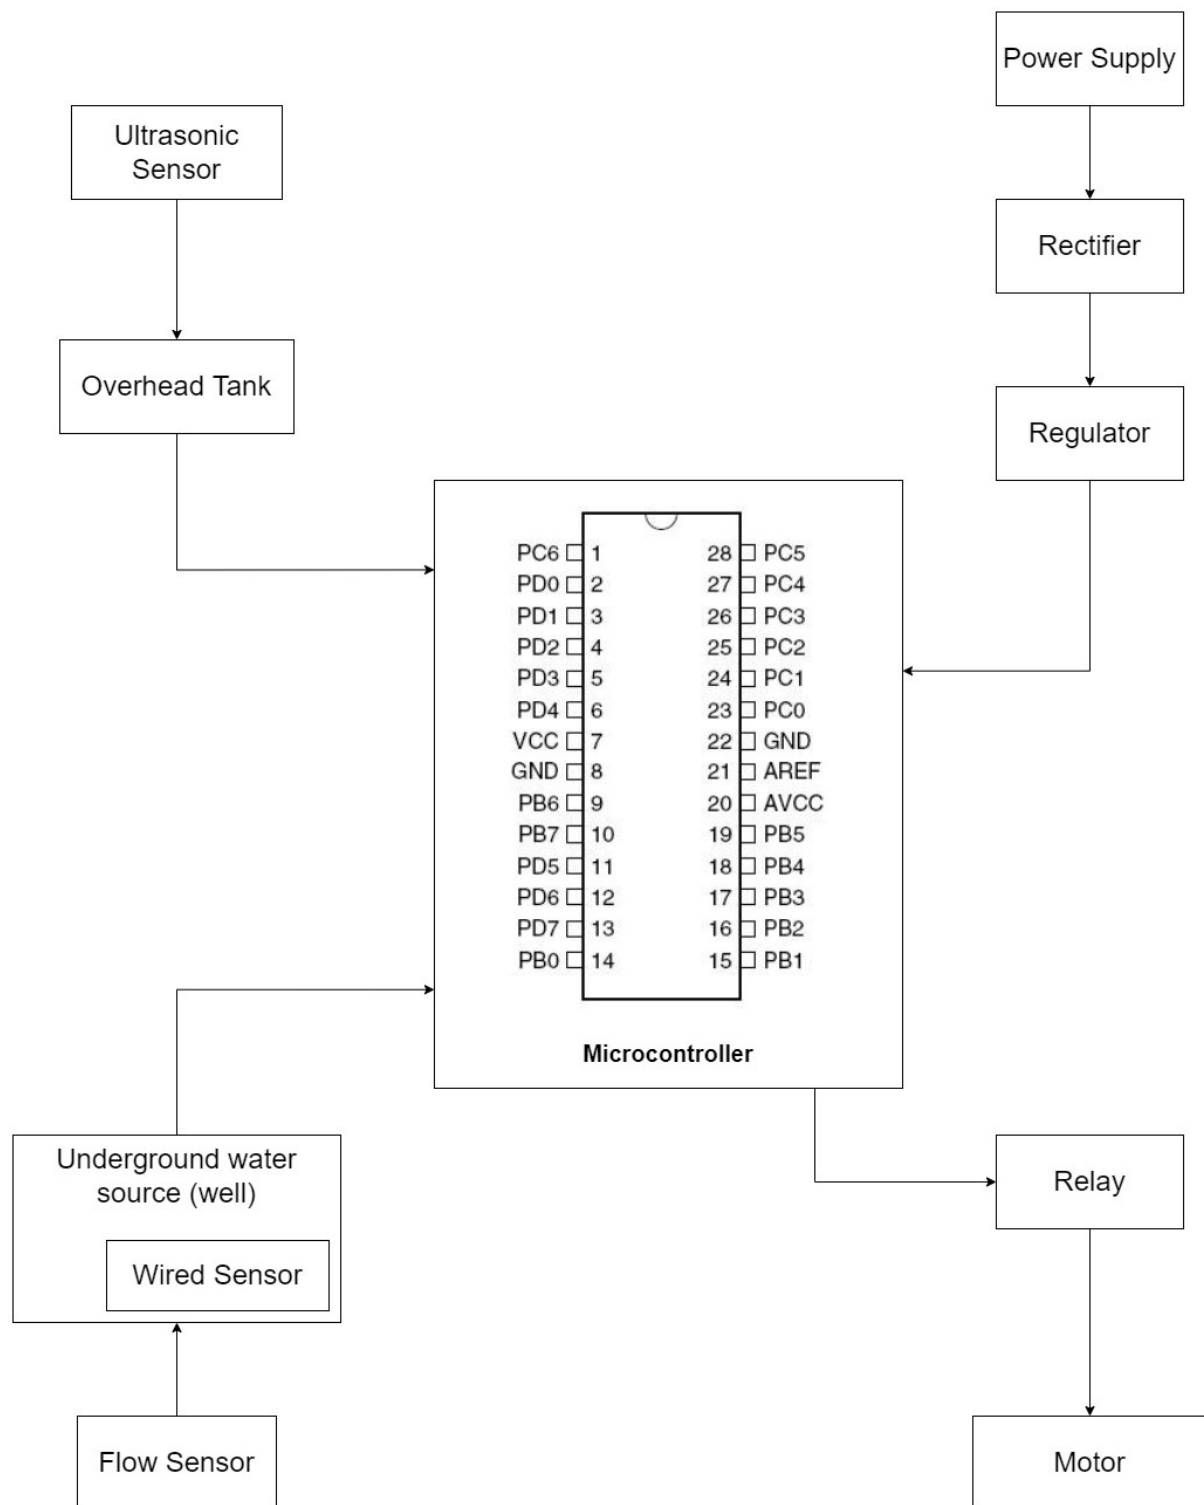 Power Supply
Ultrasonic
Sensor
Rectifier
Overhead Tank
Regulator
PC6 1 28 PC5
PD0 2 27 PC4
PD1 3 26 PC3
PD2 4 25 PC2
PD3 5 24 PC1
PD4 6 23 PC0
VCC 7 22 GND
GND 8 21 AREF
PB6 9 20 AVCC
PB7 10 19 PB5
PD5 11 18 PB4
PD6 12 17 PB3
PD7 13 16 PB2
PB0 14 15 PB1
Microcontroller
Underground water
source (well)
Wired Sensor
Relay
Flow Sensor
Motor